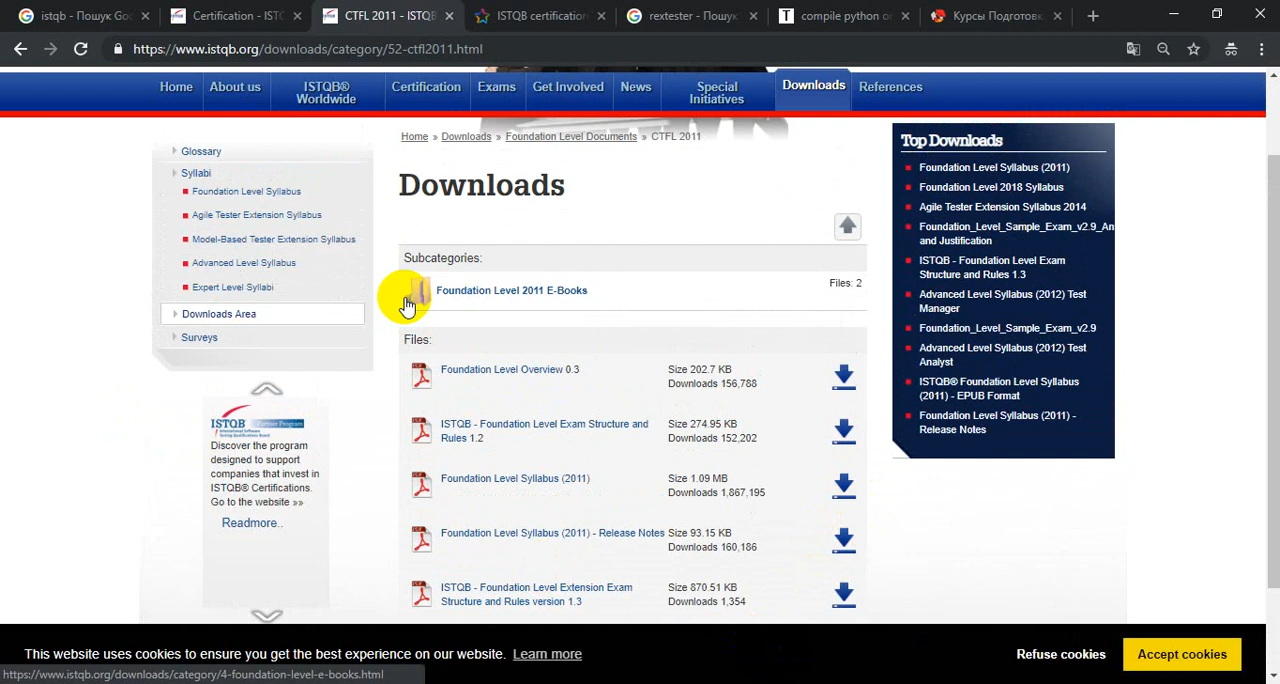 istqb - Пошук Goo
Certification - ISTQ
CTFL 2011 - ISTQB
ISTQB certification
rextester - Пошук
compile python on
Курсы Подготовк
https://www.istqb.org/downloads/category/52-ctfl2011.html
Home
About us
ISTQB®
Worldwide
Certification
Exams
Get Involved
News
Special
Initiatives
Downloads
References
Home » Downloads » Foundation Level Documents » CTFL 2011
Glossary
Syllabi
Foundation Level Syllabus
Agile Tester Extension Syllabus
Model-Based Tester Extension Syllabus
Advanced Level Syllabus
Expert Level Syllabi
Downloads Area
Surveys
ISTQB Partner Program
Discover the program
designed to support
companies that invest in
ISTQB Certifications.
Go to the website »»
Readmore..
Downloads
Subcategories:
Foundation Level 2011 E-Books
Files: 2
Files:
Foundation Level Overview 0.3
Size 202.7 KB
Downloads 156,788
ISTQB - Foundation Level Exam Structure and
Rules 1.2
Size 274.95 KB
Downloads 152,202
Foundation Level Syllabus (2011)
Size 1.09 MB
Downloads 1,867,195
Foundation Level Syllabus (2011) - Release Notes
Size 93.15 KB
Downloads 160,186
ISTQB - Foundation Level Extension Exam
Structure and Rules version 1.3
Size 870.51 KB
Downloads 1,354
Top Downloads
Foundation Level Syllabus (2011)
Foundation Level 2018 Syllabus
Agile Tester Extension Syllabus 2014
Foundation_Level_Sample_Exam_v2.9_An
and Justification
ISTQB - Foundation Level Exam
Structure and Rules 1.3
Advanced Level Syllabus (2012) Test
Manager
Foundation_Level_Sample_Exam_v2.9
Advanced Level Syllabus (2012) Test
Analyst
ISTQB® Foundation Level Syllabus
(2011) - EPUB Format
Foundation Level Syllabus (2011) -
Release Notes
This website uses cookies to ensure you get the best experience on our website. Learn more
Refuse cookies
Accept cookies
https://www.istqb.org/downloads/category/4-foundation-level-e-books.html